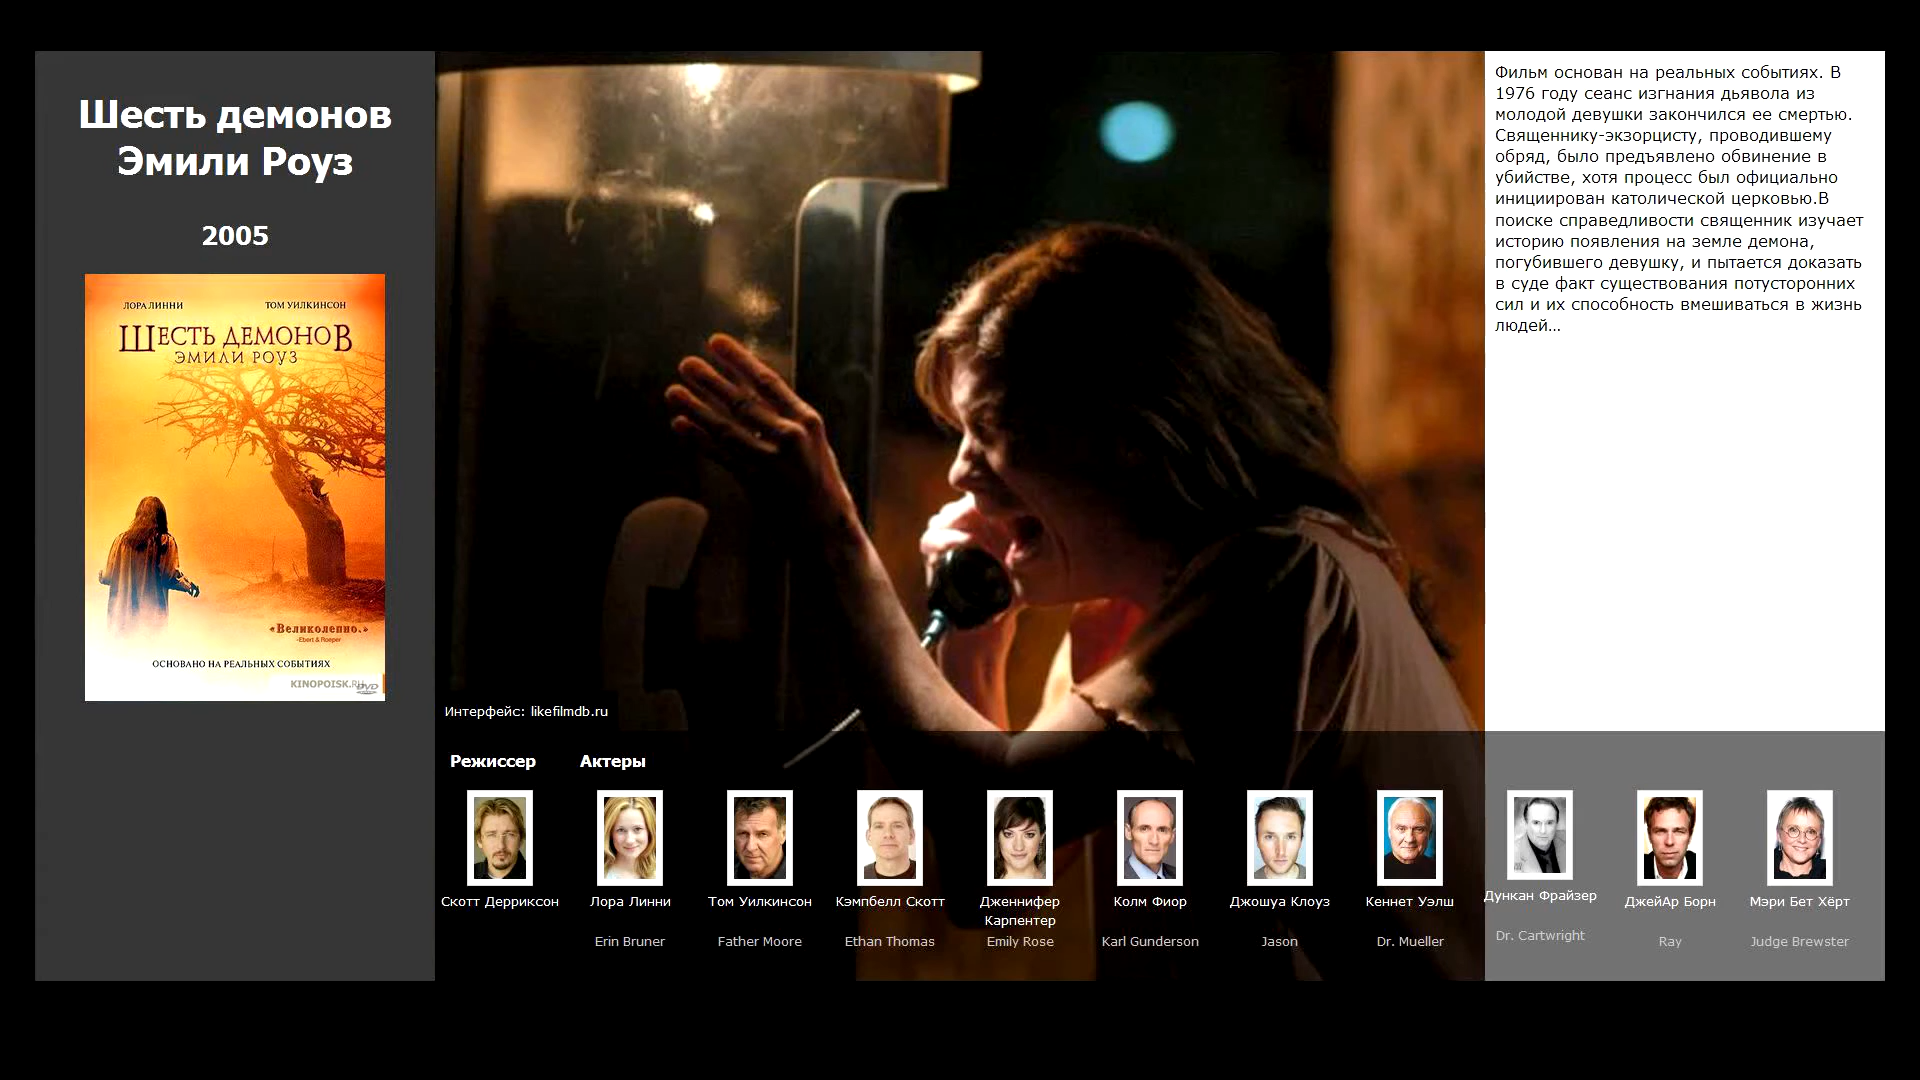 Шесть демонов
Эмили Роуз
2005
ЛОРА ЛИННИ
ТОМ УИЛКИНСОН
ШЕСТЬ ДЕМОНОВ
ЭМИЛИ РОУЗ
«Великолепно.»
-Ebert & Roeper
ОСНОВАНО НА РЕАЛЬНЫХ СОБЫТИЯХ
KINOPOISK.RU
DVD
Фильм основан на реальных событиях. В
1976 году сеанс изгнания дьявола из
молодой девушки закончился ее смертью.
Священнику-экзорцисту, проводившему
обряд, было предъявлено обвинение в
убийстве, хотя процесс был официально
инициирован католической церковью.В
поиске справедливости священник изучает
историю появления на земле демона,
погубившего девушку, и пытается доказать
в суде факт существования потусторонних
сил и их способность вмешиваться в жизнь
людей…
Интерфейс: likefilmdb.ru
Режиссер
Актеры
Скотт Дерриксон
Лора Линни
Erin Bruner
Том Уилкинсон
Father Moore
Кэмпбелл Скотт
Ethan Thomas
Дженнифер
Карпентер
Emily Rose
Колм Фиор
Karl Gunderson
Джошуа Клоуз
Jason
Кеннет Уэлш
Dr. Mueller
Дункан Фрайзер
Dr. Cartwright
ДжейАр Борн
Ray
Мэри Бет Хёрт
Judge Brewster